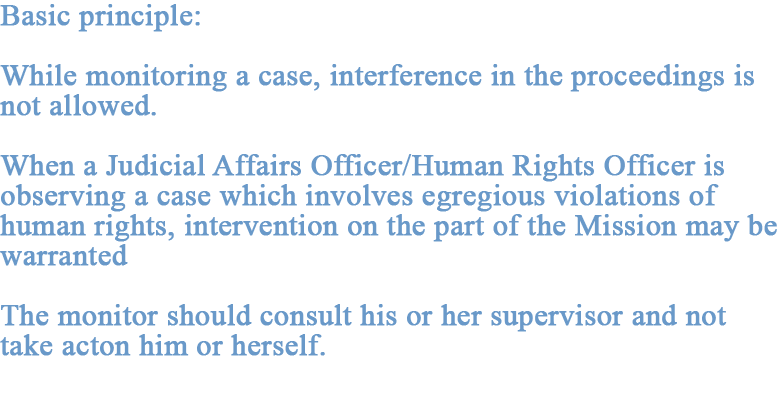 Basic principle:
While monitoring a case, interference in the proceedings is
not allowed.
When a Judicial Affairs Officer/Human Rights Officer is
observing a case which involves egregious violations of
human rights, intervention on the part of the Mission may be
warranted
The monitor should consult his or her supervisor and not
take acton him or herself.